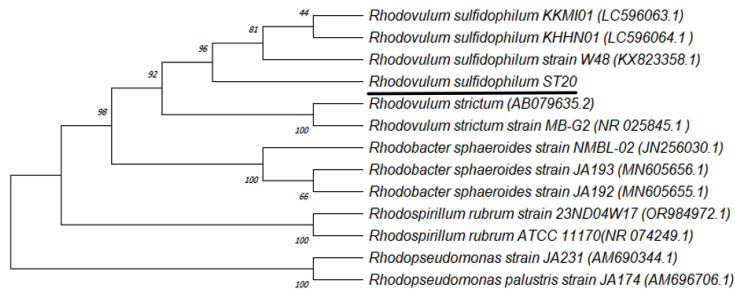 44
Rhodovulum sulfidophilum KKMI01 (LC596063.1)
81
Rhodovulum sulfidophilum KHHN01 (LC596064.1 )
96
Rhodovulum sulfidophilum strain W48 (KX823358.1)
92
Rhodovulum sulfidophilum ST20
98
Rhodovulum strictum (AB079635.2)
100
Rhodovulum strictum strain MB-G2 (NR 025845.1 )
Rhodobacter sphaeroides strain NMBL-02 (JN256030.1)
100
Rhodobacter sphaeroides strain JA193 (MN605656.1)
66
Rhodobacter sphaeroides strain JA192 (MN605655.1)
Rhodospirillum rubrum strain 23ND04W17 (OR984972.1)
100
Rhodospirillum rubrum ATCC 11170(NR 074249.1)
Rhodopseudomonas strain JA231 (AM690344.1)
100
Rhodopseudomonas palustris strain JA174 (AM696706.1)